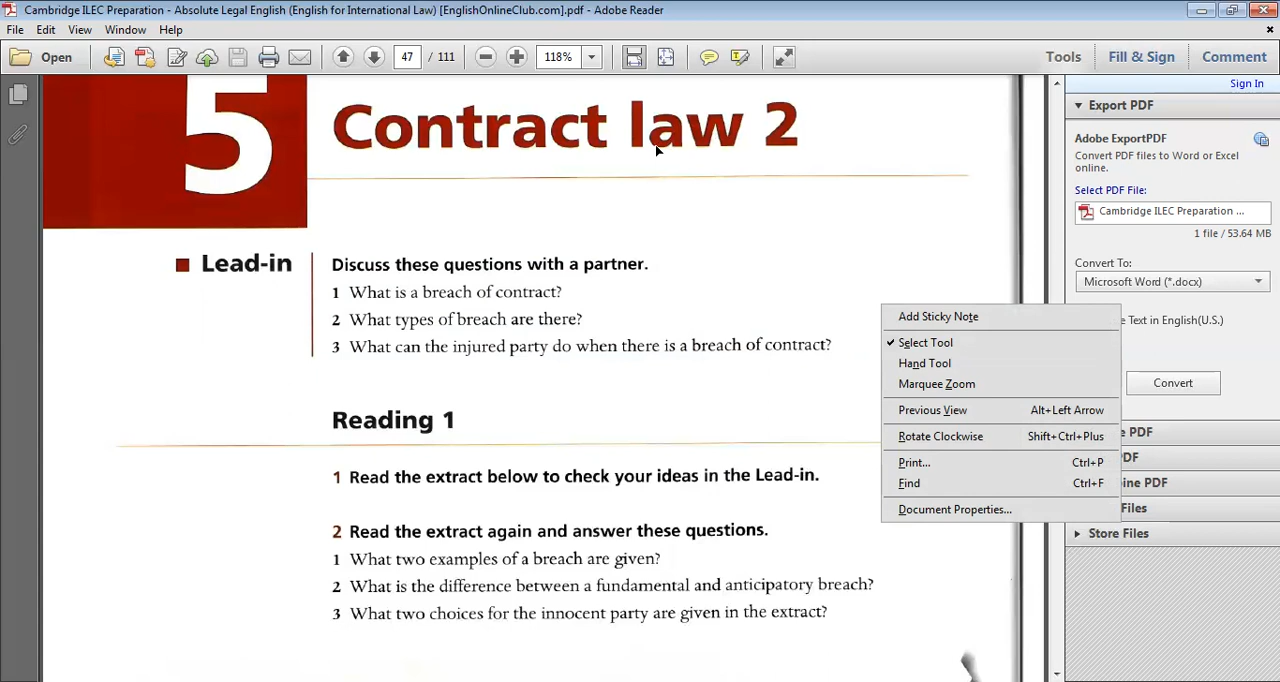 Cambridge ILEC Preparation - Absolute Legal English (English for International Law) [EnglishOnlineClub.com].pdf - Adobe Reader
File Edit View Window Help
Open 47 / 111 118% Tools Fill & Sign Comment
Sign In
Export PDF
Adobe ExportPDF
Convert PDF files to Word or Excel
online.
Select PDF File:
Cambridge ILEC Preparation ...
1 file / 53.64 MB
Convert To:
Microsoft Word (*.docx)
e Text in English(U.S.)
Convert
e PDF
DF
bine PDF
Files
Store Files
5 Contract law 2
Lead-in
Discuss these questions with a partner.
1 What is a breach of contract?
2 What types of breach are there?
3 What can the injured party do when there is a breach of contract?
Reading 1
1 Read the extract below to check your ideas in the Lead-in.
2 Read the extract again and answer these questions.
1 What two examples of a breach are given?
2 What is the difference between a fundamental and anticipatory breach?
3 What two choices for the innocent party are given in the extract?
Add Sticky Note
Select Tool
Hand Tool
Marquee Zoom
Previous View Alt+Left Arrow
Rotate Clockwise Shift+Ctrl+Plus
Print... Ctrl+P
Find Ctrl+F
Document Properties...